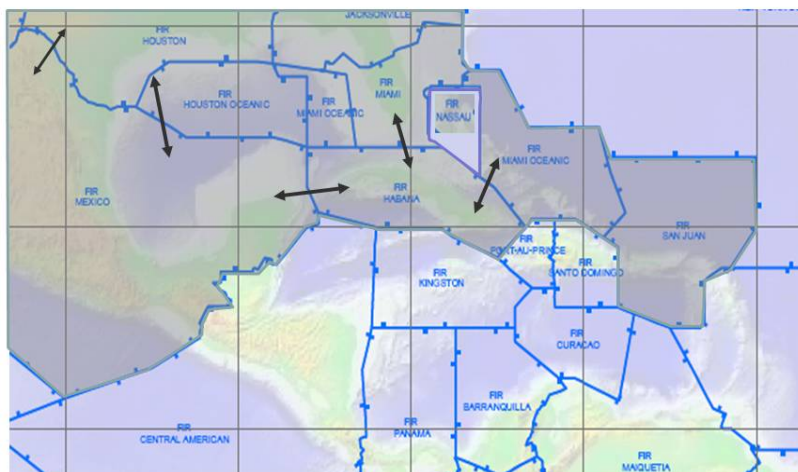 JACKSONVILLE
FIR
HOUSTON
FIR
HOUSTON OCEANIC
FIR
MIAMI OCEANIC
FIR
MIAMI
FIR
NASSAU
FIR
MIAMI OCEANIC
FIR
MEXICO
FIR
HABANA
FIR
SAN JUAN
FIR
PORT-AU-PRINCE
FIR
SANTO DOMINGO
FIR
KINGSTON
FIR
CURACAO
FIR
BARRANQUILLA
FIR
CENTRAL AMERICAN
FIR
PANAMA
FIR
MAIQUETIA